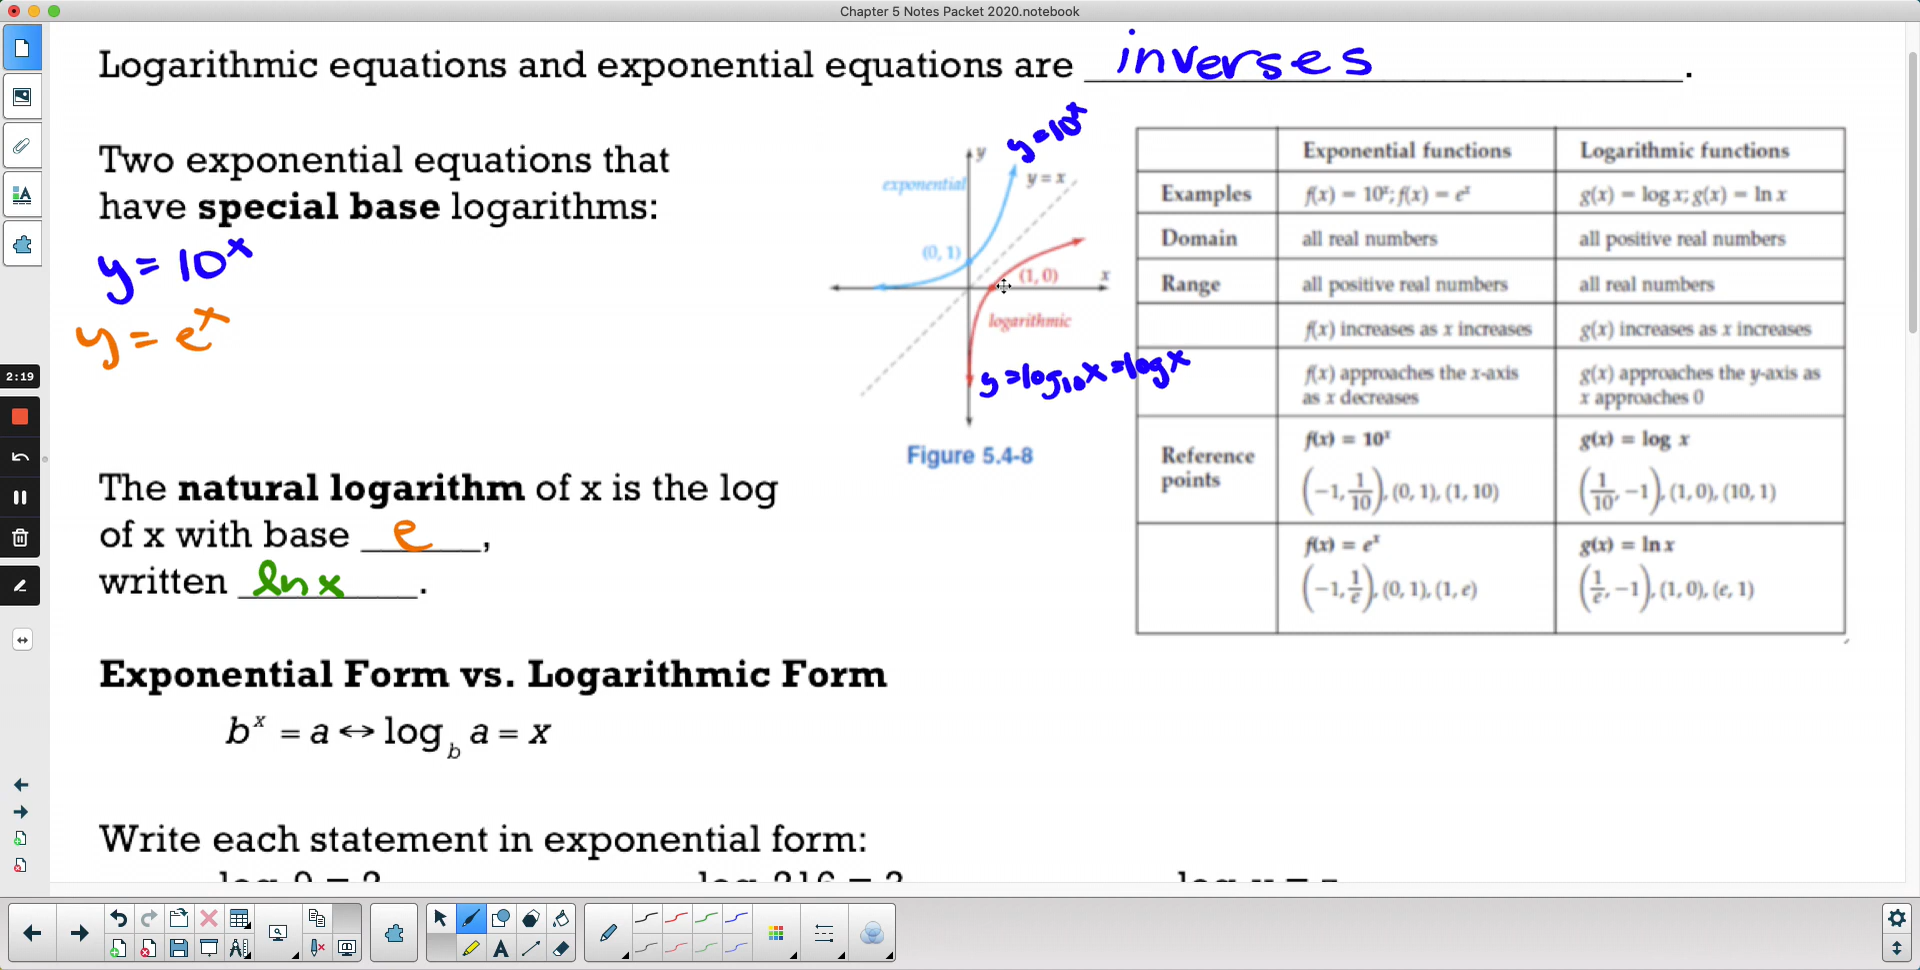 Chapter 5 Notes Packet 2020.notebook
Logarithmic equations and exponential equations are inverses.
Two exponential equations that
have special base logarithms:
y = 10^x
y = e^x
y = 10^x
y
exponential
y = x
(0, 1)
(1, 0)
x
logarithmic
y = log₁₀x = log x
Figure 5.4-8
Exponential functions Logarithmic functions
Examples f(x) = 10^x; f(x) = e^x g(x) = log x; g(x) = ln x
Domain all real numbers all positive real numbers
Range all positive real numbers all real numbers
f(x) increases as x increases g(x) increases as x increases
f(x) approaches the x-axis as x decreases g(x) approaches the y-axis as x approaches 0
Reference points f(x) = 10^x (-1, 1/10), (0, 1), (1, 10) g(x) = log x (1/10, -1), (1, 0), (10, 1)
f(x) = e^x (-1, 1/e), (0, 1), (1, e) g(x) = ln x (1/e, -1), (1, 0), (e, 1)
2:19
The natural logarithm of x is the log
of x with base e,
written ln x.
Exponential Form vs. Logarithmic Form
b^x = a ↔ log_b a = x
Write each statement in exponential form: